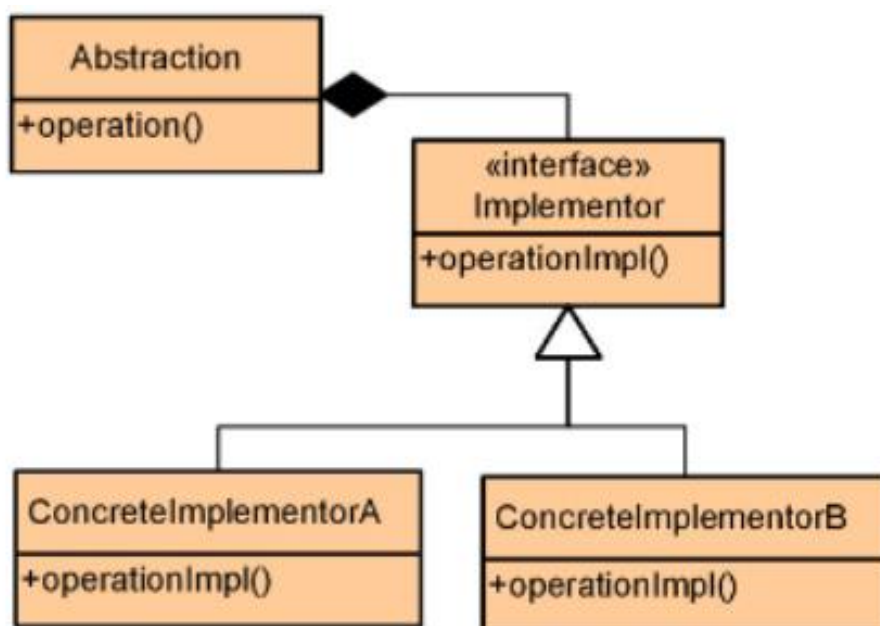 Abstraction
+operation()
«interface»
Implementor
+operationImpl()
ConcreteImplementorA
+operationImpl()
ConcreteImplementorB
+operationImpl()